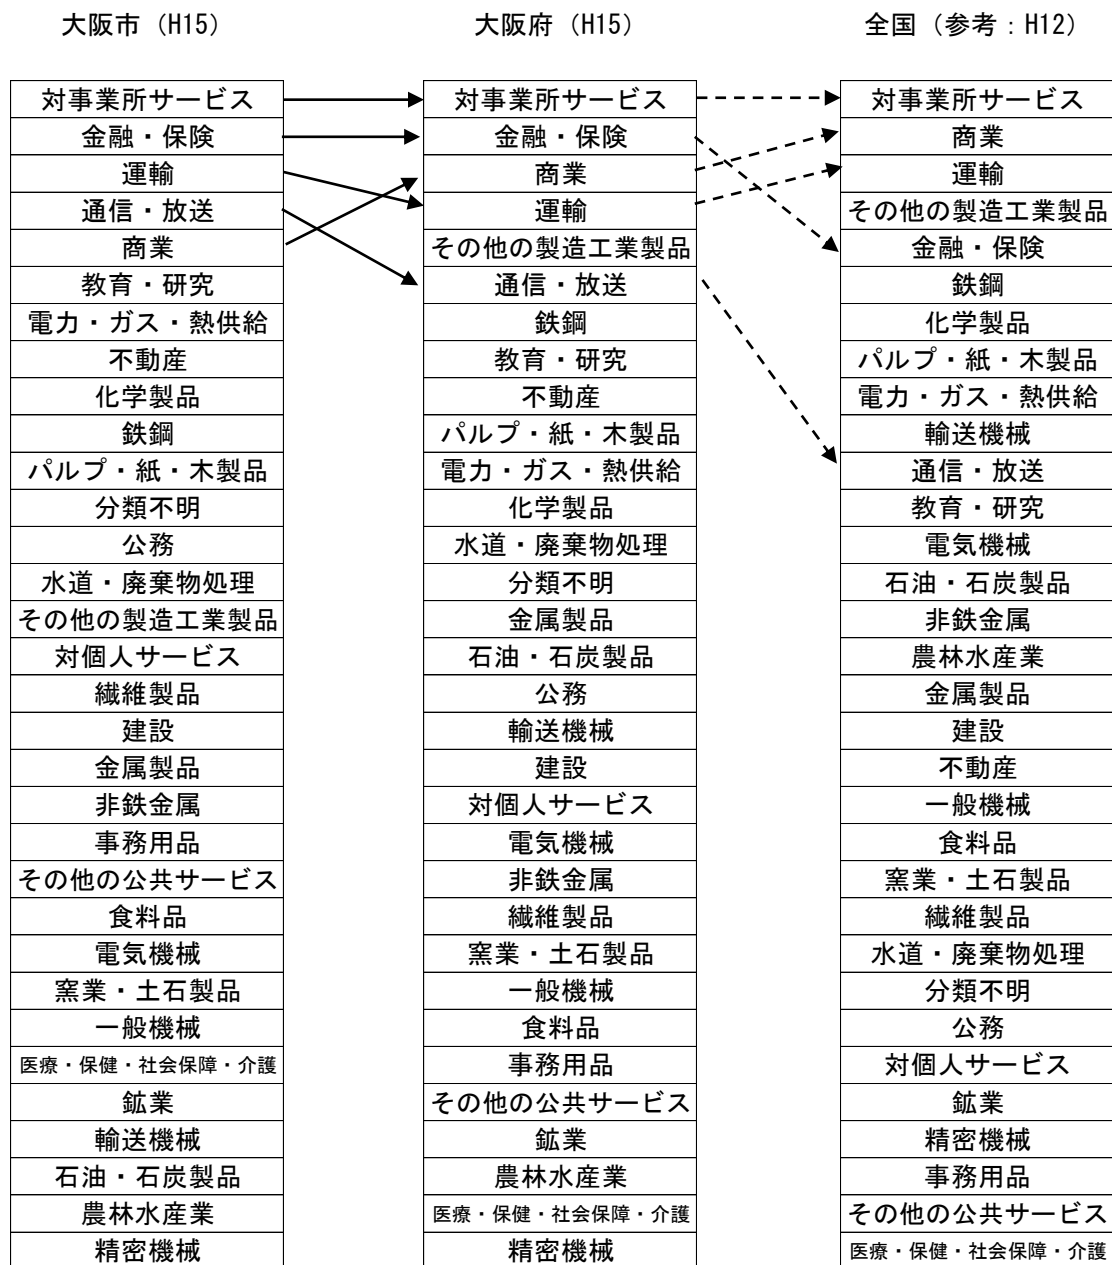 大阪市（H15）
対事業所サービス
金融・保険
運輸
通信・放送
商業
教育・研究
電力・ガス・熱供給
不動産
化学製品
鉄鋼
パルプ・紙・木製品
分類不明
公務
水道・廃棄物処理
その他の製造工業製品
対個人サービス
繊維製品
建設
金属製品
非鉄金属
事務用品
その他の公共サービス
食料品
電気機械
窯業・土石製品
一般機械
医療・保健・社会保障・介護
鉱業
輸送機械
石油・石炭製品
農林水産業
精密機械
大阪府（H15）
対事業所サービス
金融・保険
商業
運輸
その他の製造工業製品
通信・放送
鉄鋼
教育・研究
不動産
パルプ・紙・木製品
電力・ガス・熱供給
化学製品
水道・廃棄物処理
分類不明
金属製品
石油・石炭製品
公務
輸送機械
建設
対個人サービス
電気機械
非鉄金属
繊維製品
窯業・土石製品
一般機械
食料品
事務用品
その他の公共サービス
鉱業
農林水産業
医療・保健・社会保障・介護
精密機械
全国（参考：H12）
対事業所サービス
商業
運輸
その他の製造工業製品
金融・保険
鉄鋼
化学製品
パルプ・紙・木製品
電力・ガス・熱供給
輸送機械
通信・放送
教育・研究
電気機械
石油・石炭製品
非鉄金属
農林水産業
金属製品
建設
不動産
一般機械
食料品
窯業・土石製品
繊維製品
水道・廃棄物処理
分類不明
公務
対個人サービス
鉱業
精密機械
事務用品
その他の公共サービス
医療・保健・社会保障・介護